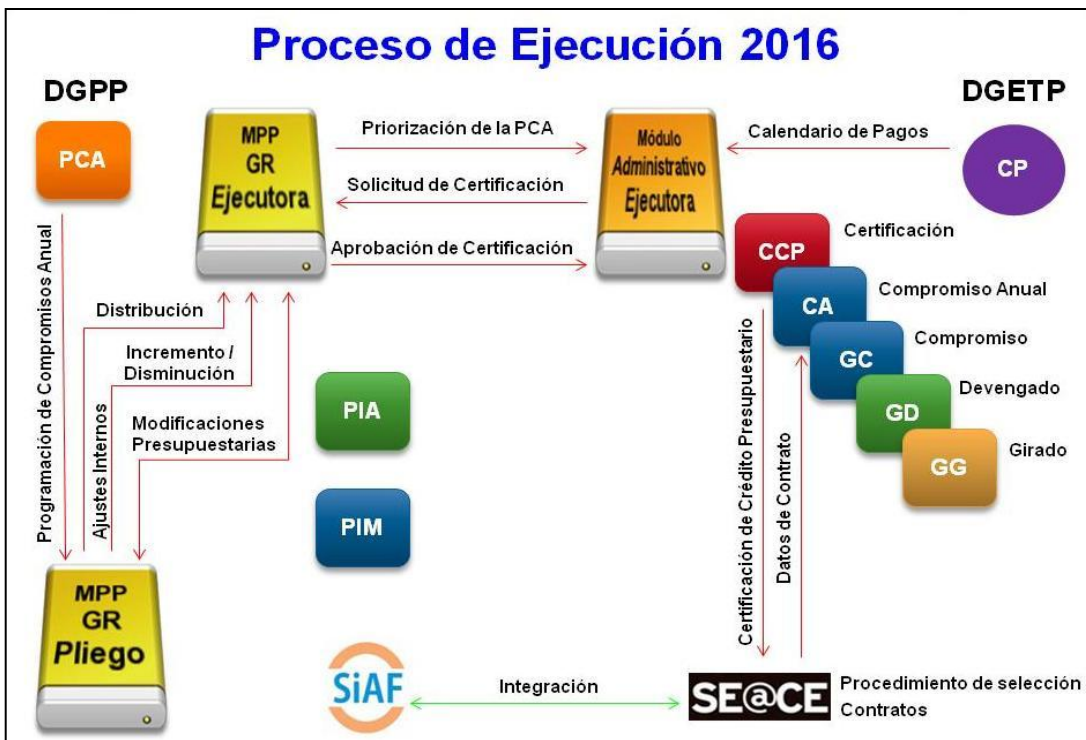 Proceso de Ejecución 2016
DGPP
DGETP
PCA
MPP
GR
Ejecutora
Priorización de la PCA
Solicitud de Certificación
Aprobación de Certificación
Módulo
Administrativo
Ejecutora
Calendario de Pagos
CP
Programación de Compromisos Anual
Distribución
Ajustes Internos
Incremento /
Disminución
Modificaciones
Presupuestarias
PIA
PIM
CCP
Certificación
CA
Compromiso Anual
GC
Compromiso
GD
Devengado
GG
Girado
Certificación de Crédito Presupuestario
Datos de Contrato
MPP
GR
Pliego
SiAF
Integración
SE@CE
Procedimiento de selección
Contratos